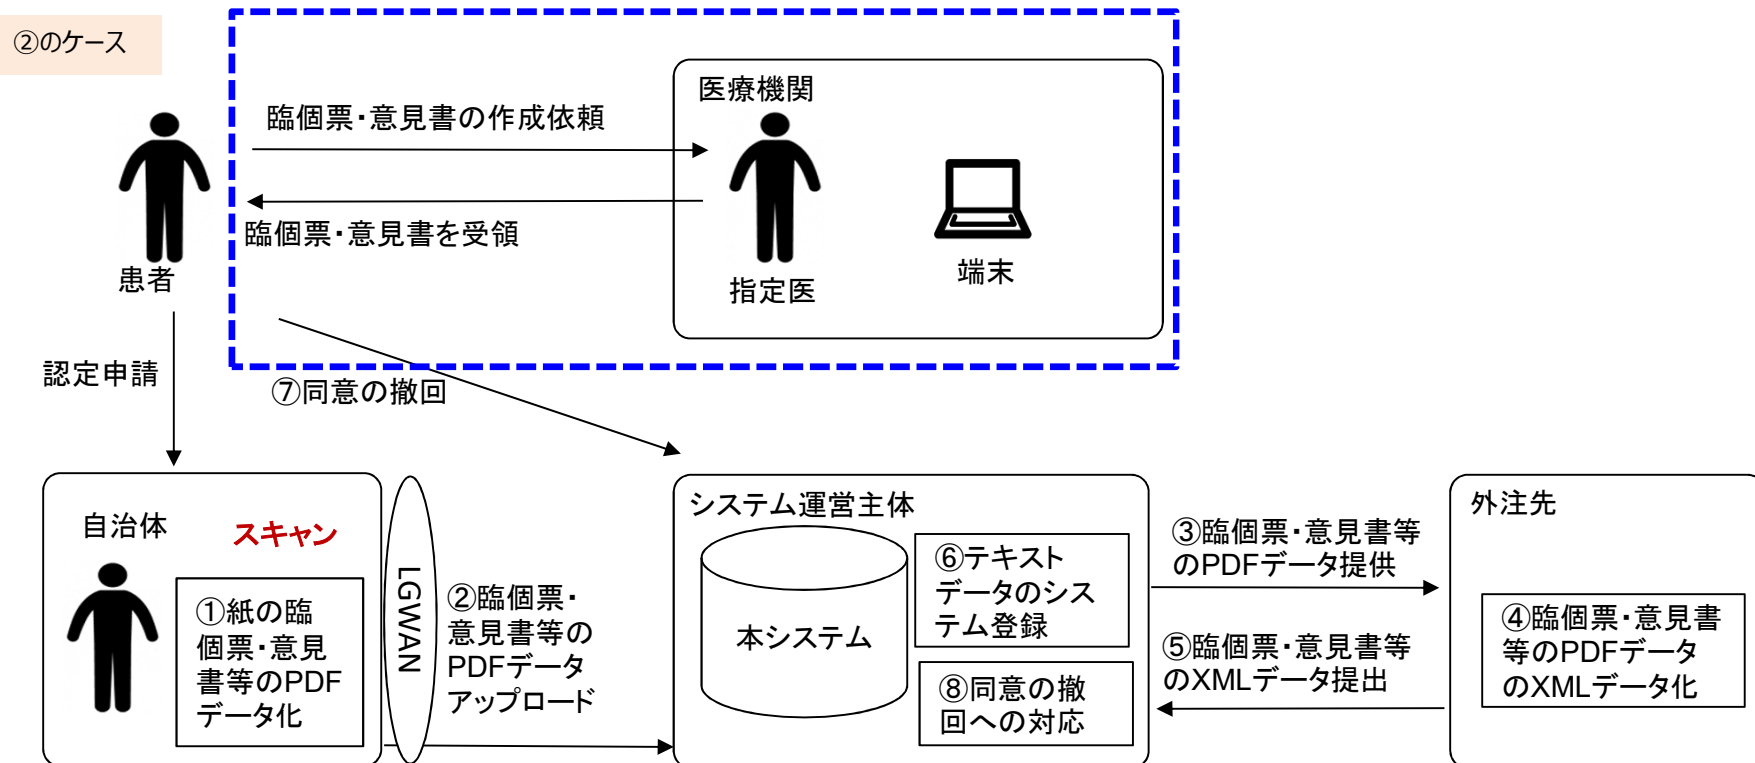 ②のケース
医療機関
臨個票・意見書の作成依頼
臨個票・意見書を受領
患者
指定医
端末
認定申請
⑦同意の撤回
自治体
スキャン
①紙の臨
個票・意見
書等のPDF
データ化
LGWAN
②臨個票・
意見書等の
PDFデータ
アップロード
システム運営主体
本システム
⑥テキスト
データのシス
テム登録
⑧同意の撤
回への対応
③臨個票・意見書等
のPDFデータ提供
⑤臨個票・意見書等
のXMLデータ提出
外注先
④臨個票・意見書
等のPDFデータ
のXMLデータ化